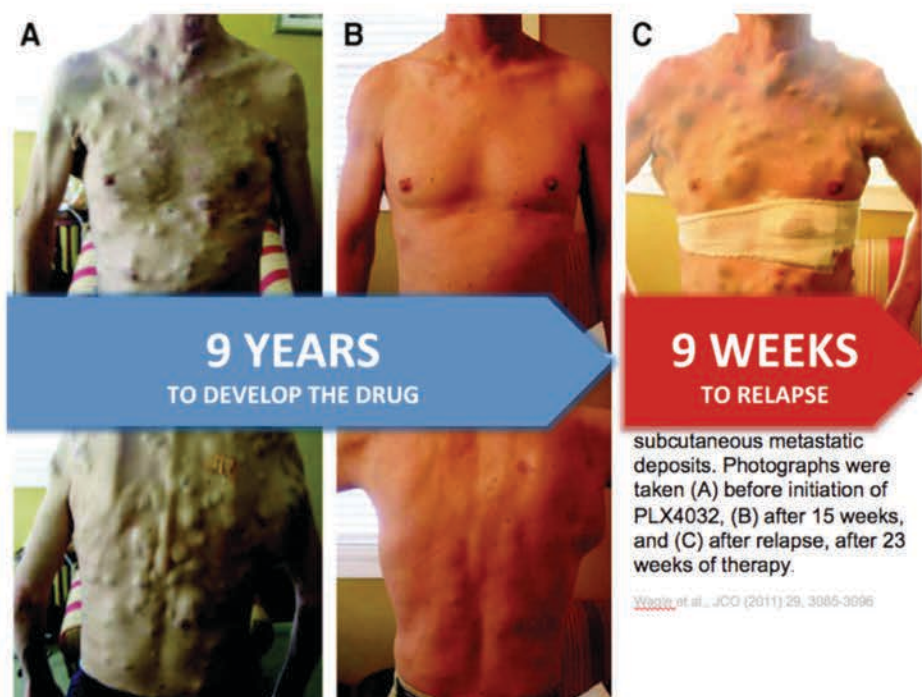 A
B
C
9 YEARS
TO DEVELOP THE DRUG
9 WEEKS
TO RELAPSE
subcutaneous metastatic
deposits. Photographs were
taken (A) before initiation of
PLX4032, (B) after 15 weeks,
and (C) after relapse, after 23
weeks of therapy.
Wagle et al., JCO (2011) 29, 3085-3096